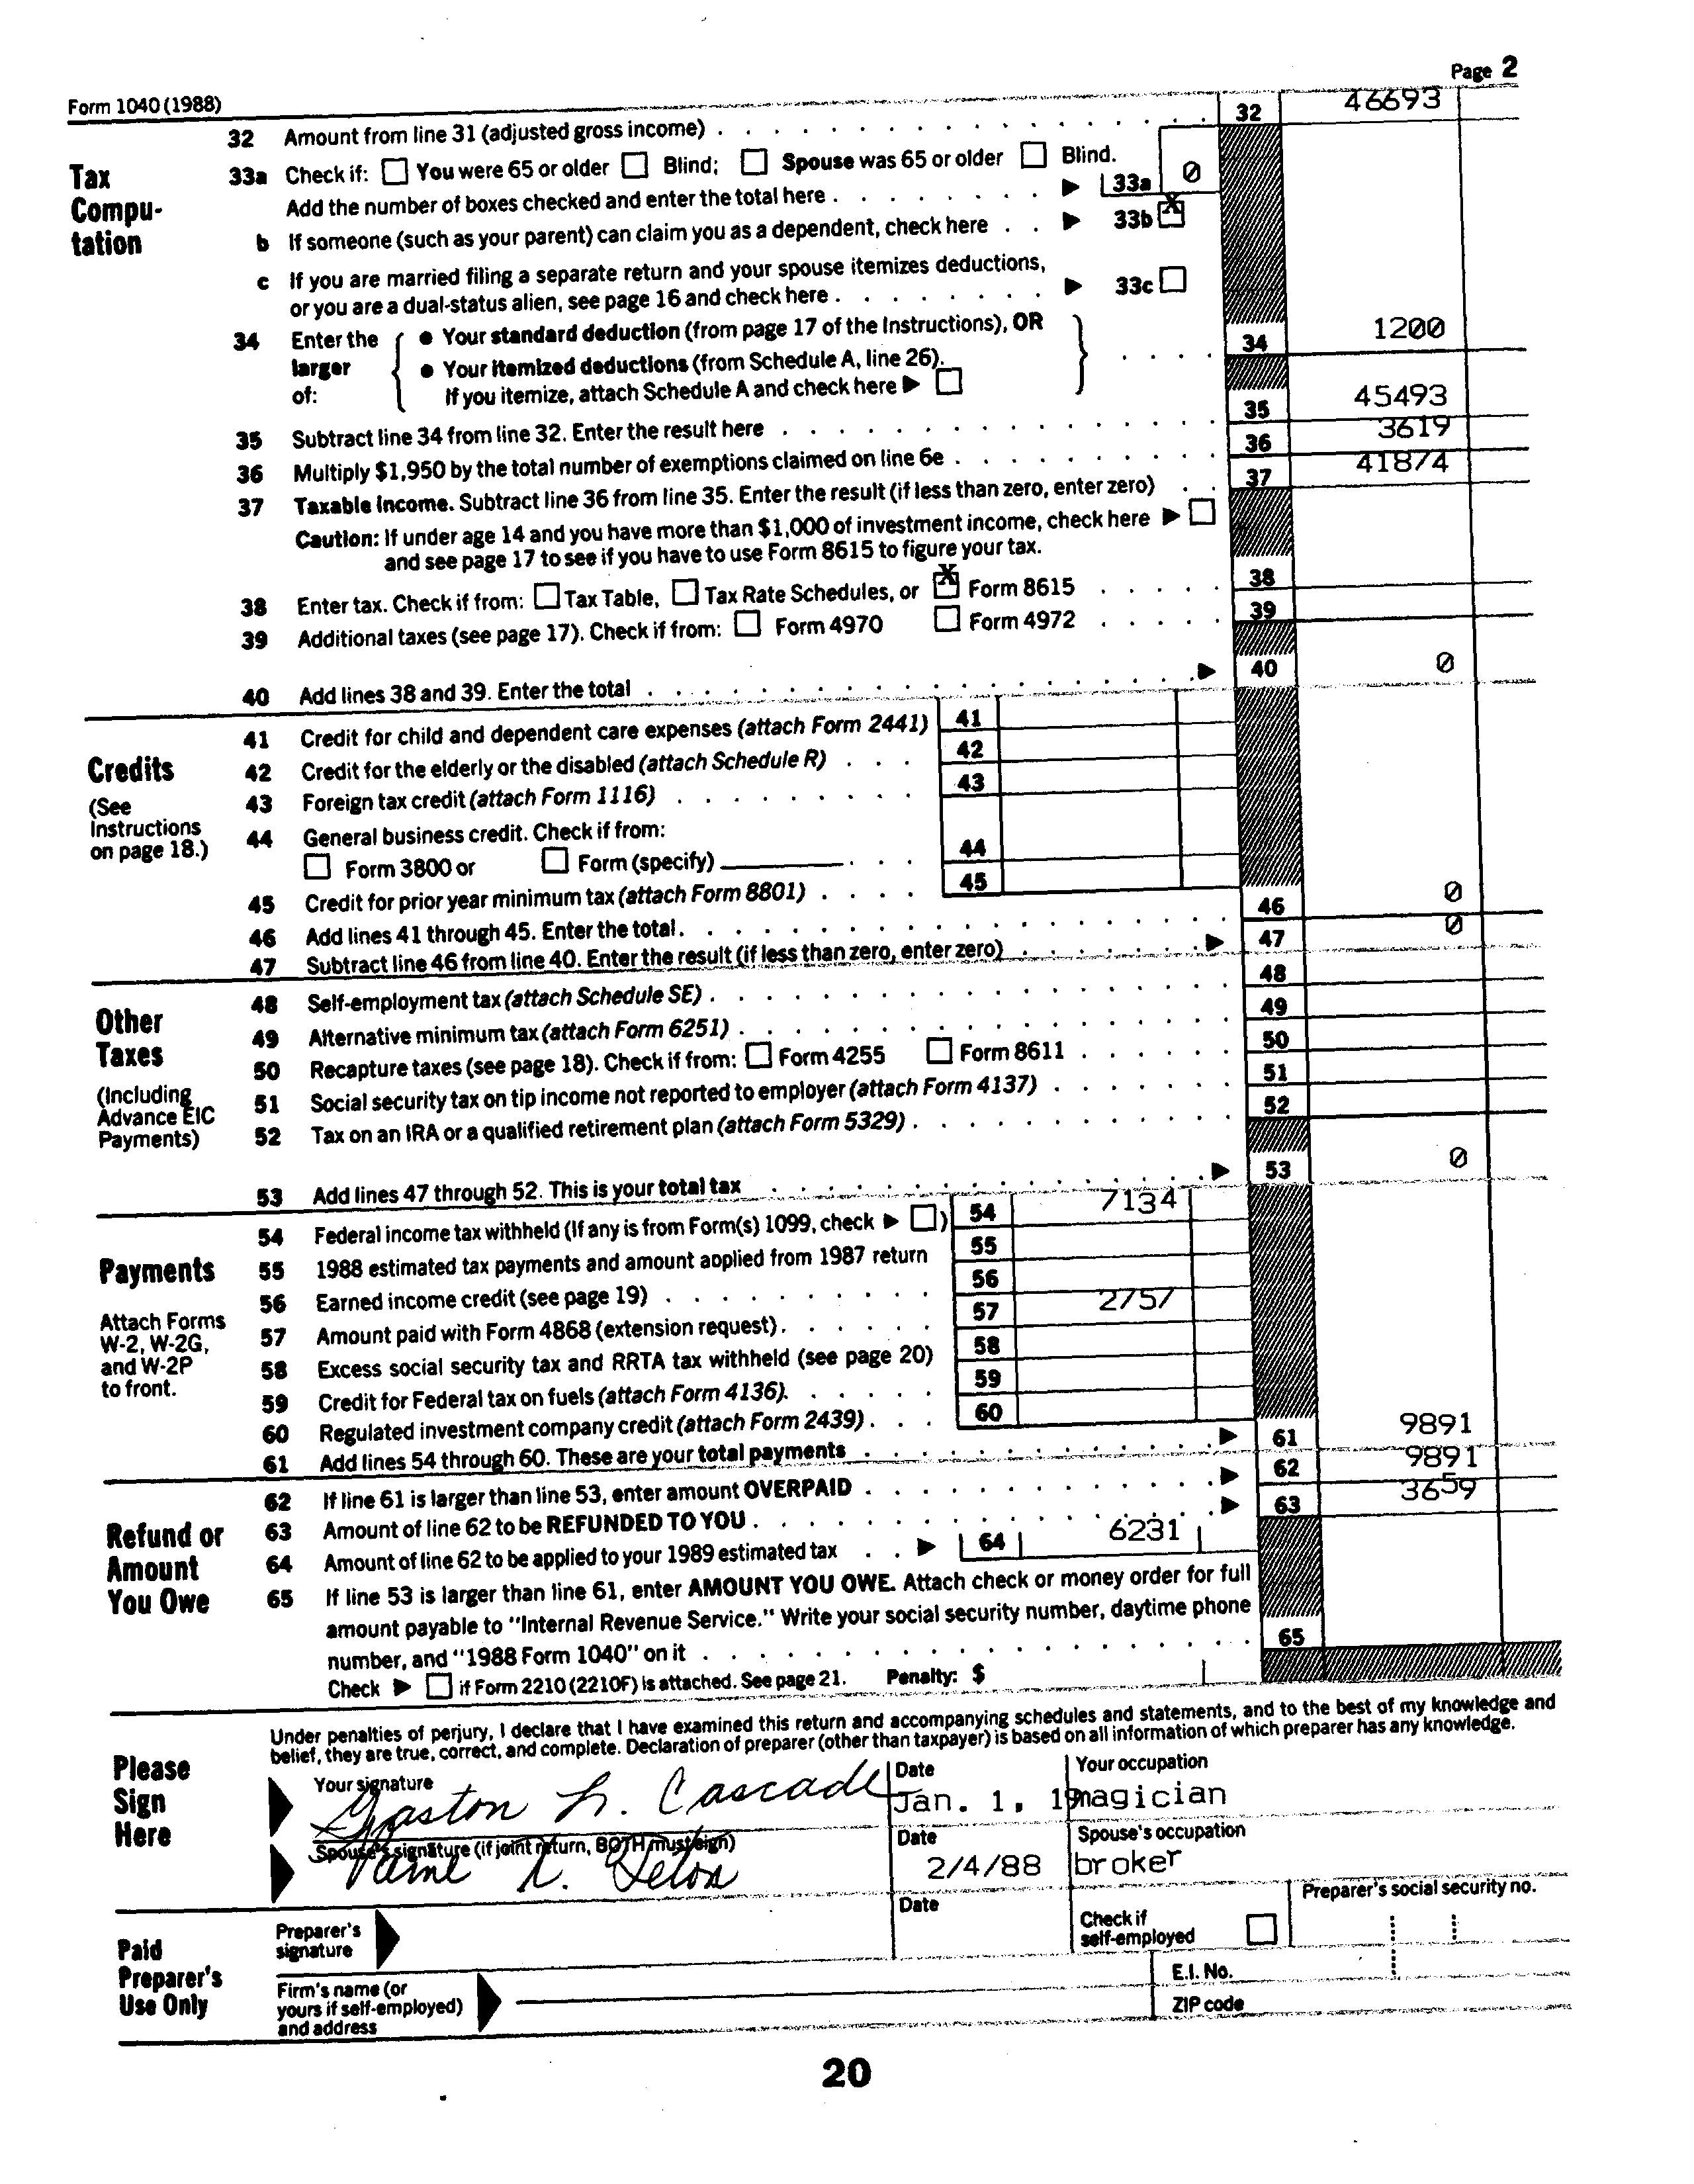 Page 2
Form 1040 (1988)
32 Amount from line 31 (adjusted gross income) . . . 32 46693
Tax Compu- tation
33a Check if: ☐ You were 65 or older ☐ Blind; ☐ Spouse was 65 or older ☐ Blind.
Add the number of boxes checked and enter the total here . . . ▶ 33a 0
b If someone (such as your parent) can claim you as a dependent, check here . . ▶ 33b ☒
c If you are married filing a separate return and your spouse itemizes deductions,
or you are a dual-status alien, see page 16 and check here . . . ▶ 33c ☐
34 Enter the larger of: { ● Your standard deduction (from page 17 of the Instructions), OR
● Your itemized deductions (from Schedule A, line 26).
If you itemize, attach Schedule A and check here ▶ ☐ } . . . . 34 1200
35 Subtract line 34 from line 32. Enter the result here . . . 35 45493
36 Multiply $1,950 by the total number of exemptions claimed on line 6e . . . 36 3619
37 Taxable income. Subtract line 36 from line 35. Enter the result (if less than zero, enter zero) . . 37 41874
Caution: If under age 14 and you have more than $1,000 of investment income, check here ▶ ☐
and see page 17 to see if you have to use Form 8615 to figure your tax.
38 Enter tax. Check if from: ☐ Tax Table, ☐ Tax Rate Schedules, or ☒ Form 8615 . . . 38
39 Additional taxes (see page 17). Check if from: ☐ Form 4970 ☐ Form 4972 . . . 39
40 Add lines 38 and 39. Enter the total . . . ▶ 40 0
Credits
(See Instructions on page 18.)
41 Credit for child and dependent care expenses (attach Form 2441) 41
42 Credit for the elderly or the disabled (attach Schedule R) . . . 42
43 Foreign tax credit (attach Form 1116) . . . 43
44 General business credit. Check if from:
☐ Form 3800 or ☐ Form (specify) ______ . . . 44
45 Credit for prior year minimum tax (attach Form 8801) . . . . 45
46 Add lines 41 through 45. Enter the total . . . 46 0
47 Subtract line 46 from line 40. Enter the result (if less than zero, enter zero) . . . ▶ 47 0
Other Taxes
(Including Advance EIC Payments)
48 Self-employment tax (attach Schedule SE) . . . 48
49 Alternative minimum tax (attach Form 6251) . . . 49
50 Recapture taxes (see page 18). Check if from: ☐ Form 4255 ☐ Form 8611 . . . 50
51 Social security tax on tip income not reported to employer (attach Form 4137) . . . 51
52 Tax on an IRA or a qualified retirement plan (attach Form 5329) . . . 52
53 Add lines 47 through 52. This is your total tax . . . ▶ 53 0
Payments
Attach Forms W-2, W-2G, and W-2P to front.
54 Federal income tax withheld (If any is from Form(s) 1099, check ▶ ☐) 54 7134
55 1988 estimated tax payments and amount applied from 1987 return 55
56 Earned income credit (see page 19) . . . 56
57 Amount paid with Form 4868 (extension request) . . . 57 2757
58 Excess social security tax and RRTA tax withheld (see page 20) 58
59 Credit for Federal tax on fuels (attach Form 4136). . . . 59
60 Regulated investment company credit (attach Form 2439) . . . 60
61 Add lines 54 through 60. These are your total payments . . . ▶ 61 9891
Refund or Amount You Owe
62 If line 61 is larger than line 53, enter amount OVERPAID . . . ▶ 62 9891
63 Amount of line 62 to be REFUNDED TO YOU . . . ▶ 63 3659
64 Amount of line 62 to be applied to your 1989 estimated tax . . ▶ 64 6231
65 If line 53 is larger than line 61, enter AMOUNT YOU OWE. Attach check or money order for full
amount payable to "Internal Revenue Service." Write your social security number, daytime phone
number, and "1988 Form 1040" on it . . . 65
Check ▶ ☐ if Form 2210 (2210F) is attached. See page 21. Penalty: $
Please Sign Here
Under penalties of perjury, I declare that I have examined this return and accompanying schedules and statements, and to the best of my knowledge and
belief, they are true, correct, and complete. Declaration of preparer (other than taxpayer) is based on all information of which preparer has any knowledge.
Your signature Date Your occupation
Gaston L. Cascade Jan. 1, 19 magician
Spouse's signature (if joint return, BOTH must sign) Date Spouse's occupation
2/4/88 broker
Paid Preparer's Use Only
Preparer's signature Date Check if self-employed ☐ Preparer's social security no.
Firm's name (or yours if self-employed) and address
E.I. No.
ZIP code
20